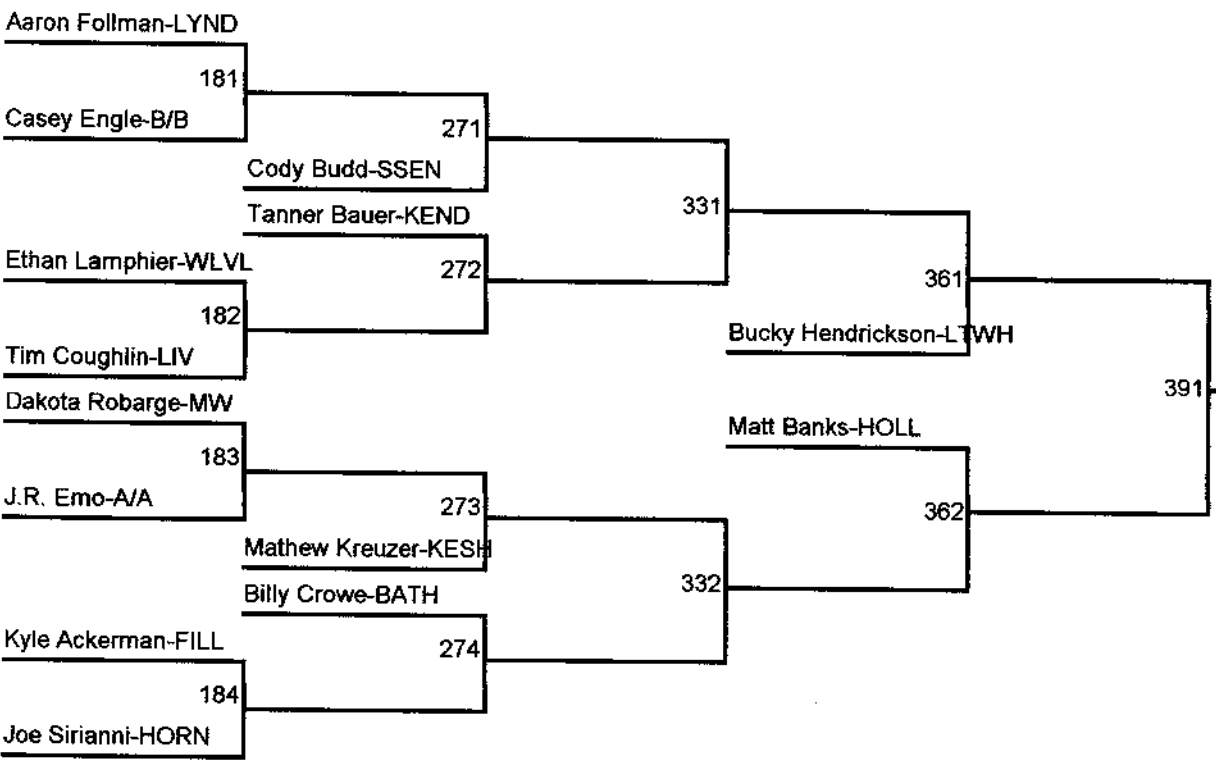 Aaron Follman-LYND
181
Casey Engle-B/B
271
Cody Budd-SSEN
331
Tanner Bauer-KEND
Ethan Lamphier-WLVL
272
361
182
Bucky Hendrickson-LTWH
Tim Coughlin-LIV
391
Dakota Robarge-MW
Matt Banks-HOLL
183
J.R. Emo-A/A
273
362
Mathew Kreuzer-KESH
332
Billy Crowe-BATH
Kyle Ackerman-FILL
274
184
Joe Sirianni-HORN